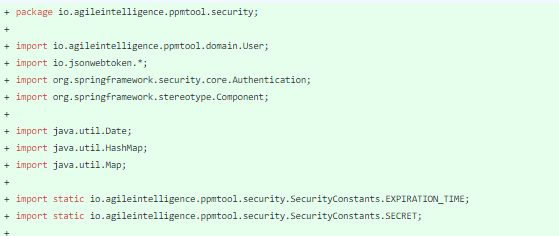 + package io.agileintelligence.ppmtool.security;
+
+ import io.agileintelligence.ppmtool.domain.User;
+ import io.jsonwebtoken.*;
+ import org.springframework.security.core.Authentication;
+ import org.springframework.stereotype.Component;
+
+ import java.util.Date;
+ import java.util.HashMap;
+ import java.util.Map;
+
+ import static io.agileintelligence.ppmtool.security.SecurityConstants.EXPIRATION_TIME;
+ import static io.agileintelligence.ppmtool.security.SecurityConstants.SECRET;
+